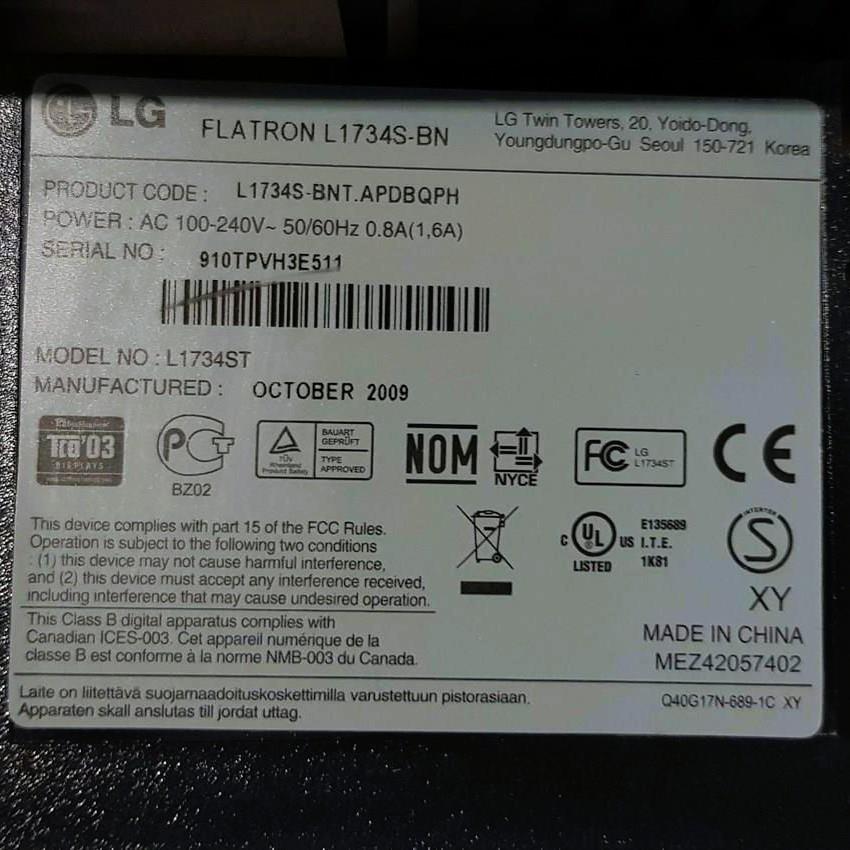 LG
FLATRON L1734S-BN
LG Twin Towers, 20, Yoido-Dong,
Youngdungpo-Gu Seoul 150-721 Korea
PRODUCT CODE : L1734S-BNT.APDBQPH
POWER : AC 100-240V~ 50/60Hz 0.8A(1,6A)
SERIAL NO : 910TPVH3E511
MODEL NO : L1734ST
MANUFACTURED : OCTOBER 2009
TCO'03
DISPLAYS
PCT
BZ02
TÜV
Rheinland
Product Safety
BAUART
GEPRÜFT
TYPE
APPROVED
NOM
NYCE
FC LG
L1734ST
CE
This device complies with part 15 of the FCC Rules.
Operation is subject to the following two conditions
: (1) this device may not cause harmful interference,
and (2) this device must accept any interference received,
including interference that may cause undesired operation.
This Class B digital apparatus complies with
Canadian ICES-003. Cet appareil numérique de la
classe B est conforme à la norme NMB-003 du Canada.
C UL US
LISTED
E135689
I.T.E.
1K81
INTERTEK
S
XY
MADE IN CHINA
MEZ42057402
Laite on liitettävä suojamaadoituskoskettimilla varustettuun pistorasiaan.
Apparaten skall anslutas till jordat uttag.
Q40G17N-689-1C XY